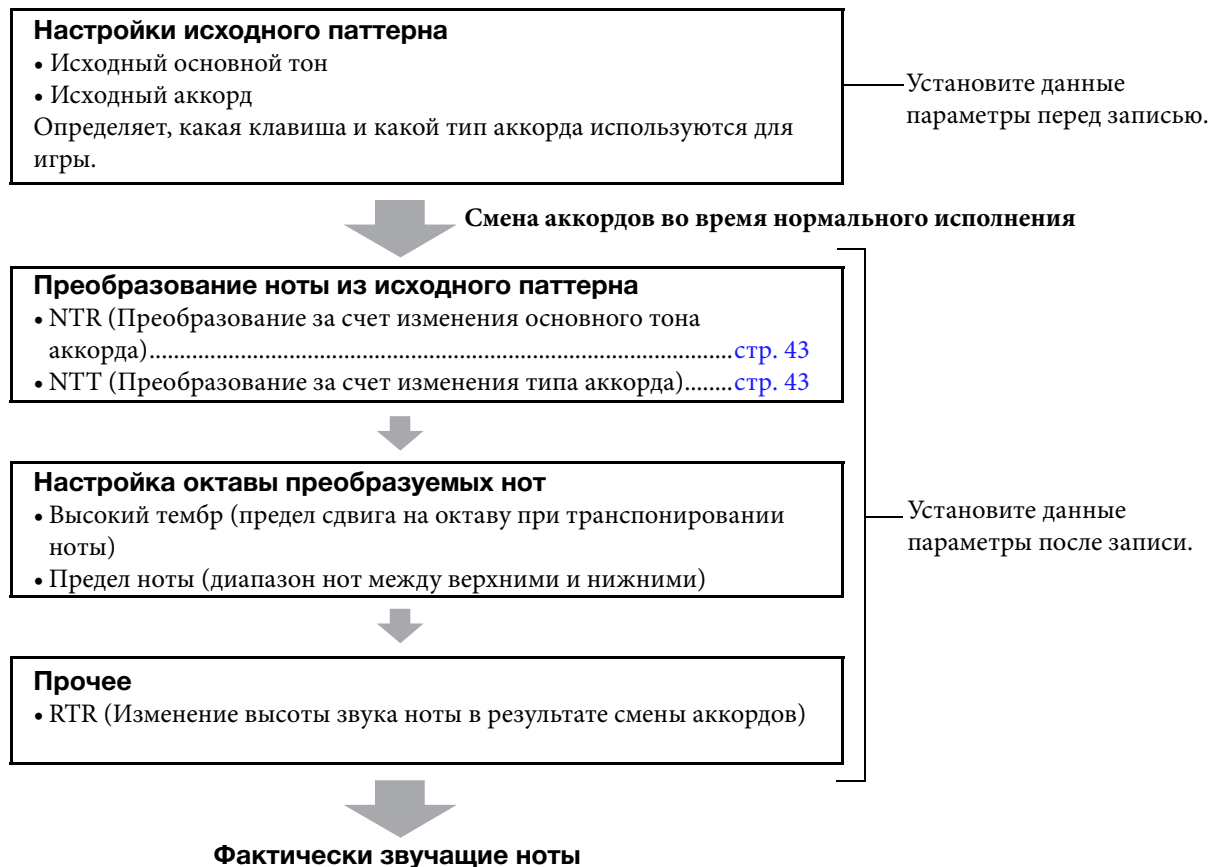 Настройки исходного паттерна
• Исходный основной тон
• Исходный аккорд
Определяет, какая клавиша и какой тип аккорда используются для
игры.
Установите данные
параметры перед записью.
Смена аккордов во время нормального исполнения
Преобразование ноты из исходного паттерна
• NTR (Преобразование за счет изменения основного тона
аккорда)..........................................................................................стр. 43
• NTT (Преобразование за счет изменения типа аккорда)........стр. 43
Настройка октавы преобразуемых нот
• Высокий тембр (предел сдвига на октаву при транспонировании
ноты)
• Предел ноты (диапазон нот между верхними и нижними)
Установите данные
параметры после записи.
Прочее
• RTR (Изменение высоты звука ноты в результате смены аккордов)
Фактически звучащие ноты